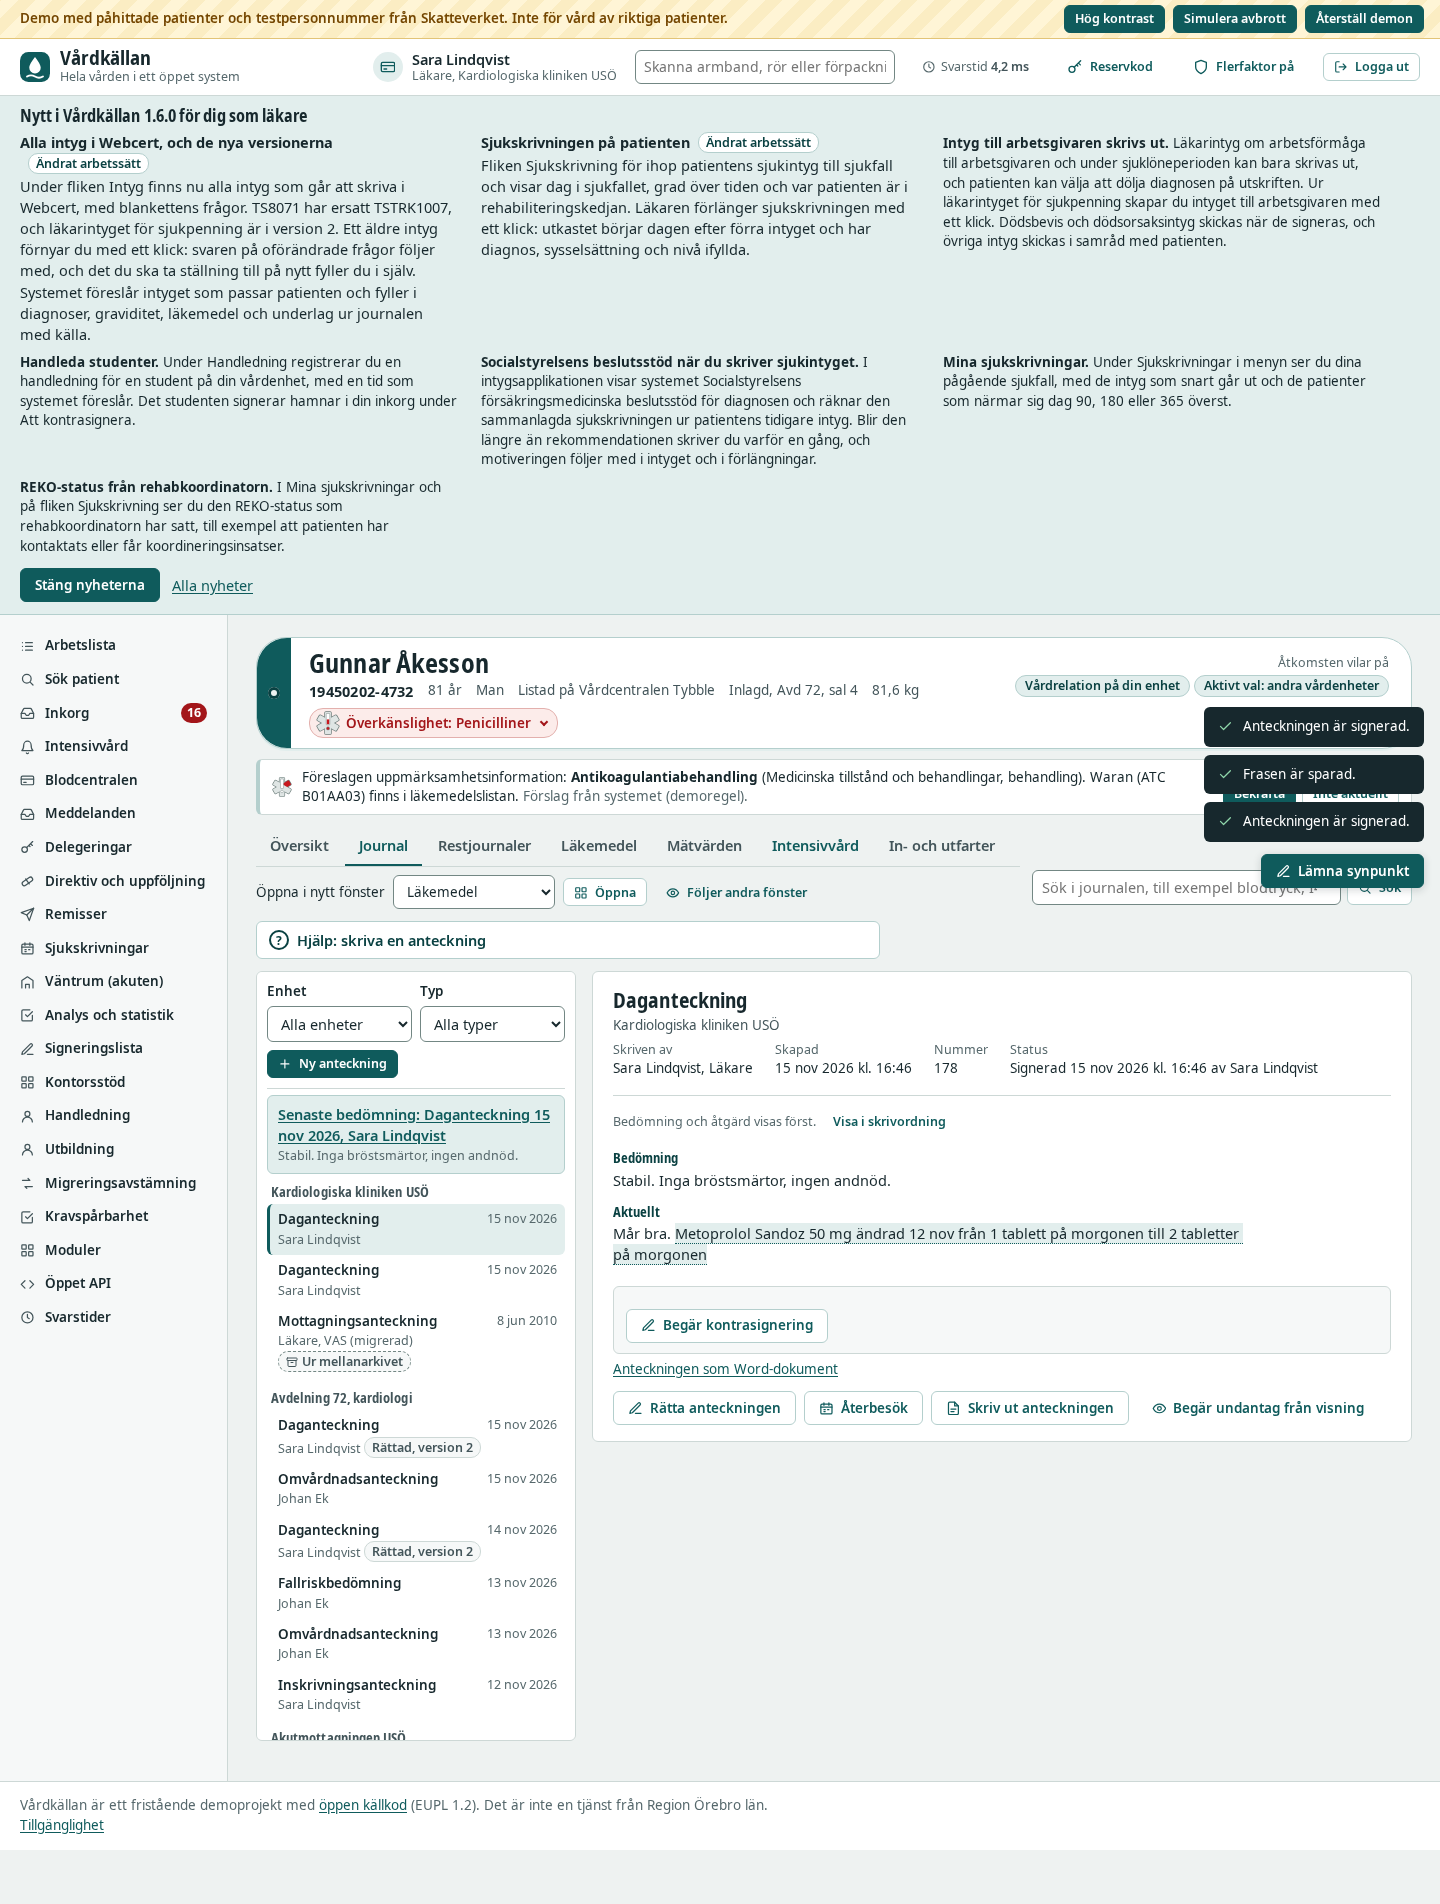 Demo med påhittade patienter och testpersonnummer från Skatteverket. Inte för vård av riktiga patienter.
Hög kontrast
Simulera avbrott
Återställ demon
Vårdkällan
Hela vården i ett öppet system
Sara Lindqvist
Läkare, Kardiologiska kliniken USÖ
Skanna armband, rör eller förpackni
Svarstid 4,2 ms
Reservkod
Flerfaktor på
Logga ut
Nytt i Vårdkällan 1.6.0 för dig som läkare
Alla intyg i Webcert, och de nya versionerna
Ändrat arbetssätt
Under fliken Intyg finns nu alla intyg som går att skriva i
Webcert, med blankettens frågor. TS8071 har ersatt TSTRK1007,
och läkarintyget för sjukpenning är i version 2. Ett äldre intyg
förnyar du med ett klick: svaren på oförändrade frågor följer
med, och det du ska ta ställning till på nytt fyller du i själv.
Systemet föreslår intyget som passar patienten och fyller i
diagnoser, graviditet, läkemedel och underlag ur journalen
med källa.
Sjukskrivningen på patienten
Ändrat arbetssätt
Fliken Sjukskrivning för ihop patientens sjukintyg till sjukfall
och visar dag i sjukfallet, grad över tiden och var patienten är i
rehabiliteringskedjan. Läkaren förlänger sjukskrivningen med
ett klick: utkastet börjar dagen efter förra intyget och har
diagnos, sysselsättning och nivå ifyllda.
Intyg till arbetsgivaren skrivs ut. Läkarintyg om arbetsförmåga
till arbetsgivaren och under sjuklöneperioden kan bara skrivas ut,
och patienten kan välja att dölja diagnosen på utskriften. Ur
läkarintyget för sjukpenning skapar du intyget till arbetsgivaren med
ett klick. Dödsbevis och dödsorsaksintyg skickas när de signeras, och
övriga intyg skickas i samråd med patienten.
Handleda studenter. Under Handledning registrerar du en
handledning för en student på din vårdenhet, med en tid som
systemet föreslår. Det studenten signerar hamnar i din inkorg under
Att kontrasignera.
Socialstyrelsens beslutsstöd när du skriver sjukintyget. I
intygsapplikationen visar systemet Socialstyrelsens
försäkringsmedicinska beslutsstöd för diagnosen och räknar den
sammanlagda sjukskrivningen ur patientens tidigare intyg. Blir den
längre än rekommendationen skriver du varför en gång, och
motiveringen följer med i intyget och i förlängningar.
Mina sjukskrivningar. Under Sjukskrivningar i menyn ser du dina
pågående sjukfall, med de intyg som snart går ut och de patienter
som närmar sig dag 90, 180 eller 365 överst.
REKO-status från rehabkoordinatorn. I Mina sjukskrivningar och
på fliken Sjukskrivning ser du den REKO-status som
rehabkoordinatorn har satt, till exempel att patienten har
kontaktats eller får koordineringsinsatser.
Stäng nyheterna
Alla nyheter
Arbetslista
Sök patient
Inkorg
16
Intensivvård
Blodcentralen
Meddelanden
Delegeringar
Direktiv och uppföljning
Remisser
Sjukskrivningar
Väntrum (akuten)
Analys och statistik
Signeringslista
Kontorsstöd
Handledning
Utbildning
Migreringsavstämning
Kravspårbarhet
Moduler
Öppet API
Svarstider
Gunnar Åkesson
19450202-4732
81 år
Man
Listad på Vårdcentralen Tybble
Inlagd, Avd 72, sal 4
81,6 kg
Överkänslighet: Penicilliner
Åtkomsten vilar på
Vårdrelation på din enhet
Aktivt val: andra vårdenheter
Föreslagen uppmärksamhetsinformation: Antikoagulantiabehandling (Medicinska tillstånd och behandlingar, behandling). Waran (ATC
B01AA03) finns i läkemedelslistan. Förslag från systemet (demoregel).
Bekräfta
Inte aktuell
Anteckningen är signerad.
Frasen är sparad.
Anteckningen är signerad.
Lämna synpunkt
Översikt
Journal
Restjournaler
Läkemedel
Mätvärden
Intensivvård
In- och utfarter
Öppna i nytt fönster
Läkemedel
Öppna
Följer andra fönster
Sök i journalen, till exempel blodtryck,
Sök
Hjälp: skriva en anteckning
Enhet
Typ
Alla enheter
Alla typer
Ny anteckning
Senaste bedömning: Daganteckning 15
nov 2026, Sara Lindqvist
Stabil. Inga bröstsmärtor, ingen andnöd.
Kardiologiska kliniken USÖ
Daganteckning
15 nov 2026
Sara Lindqvist
Daganteckning
15 nov 2026
Sara Lindqvist
Mottagningsanteckning
8 jun 2010
Läkare, VAS (migrerad)
Ur mellanarkivet
Avdelning 72, kardiologi
Daganteckning
15 nov 2026
Sara Lindqvist
Rättad, version 2
Omvårdnadsanteckning
15 nov 2026
Johan Ek
Daganteckning
14 nov 2026
Sara Lindqvist
Rättad, version 2
Fallriskbedömning
13 nov 2026
Johan Ek
Omvårdnadsanteckning
13 nov 2026
Johan Ek
Inskrivningsanteckning
12 nov 2026
Sara Lindqvist
Akutmottagningen USÖ
Daganteckning
Kardiologiska kliniken USÖ
Skriven av
Sara Lindqvist, Läkare
Skapad
15 nov 2026 kl. 16:46
Nummer
178
Status
Signerad 15 nov 2026 kl. 16:46 av Sara Lindqvist
Bedömning och åtgärd visas först.
Visa i skrivordning
Bedömning
Stabil. Inga bröstsmärtor, ingen andnöd.
Aktuellt
Mår bra. Metoprolol Sandoz 50 mg ändrad 12 nov från 1 tablett på morgonen till 2 tabletter
på morgonen
Begär kontrasignering
Anteckningen som Word-dokument
Rätta anteckningen
Återbesök
Skriv ut anteckningen
Begär undantag från visning
Vårdkällan är ett fristående demoprojekt med öppen källkod (EUPL 1.2). Det är inte en tjänst från Region Örebro län.
Tillgänglighet